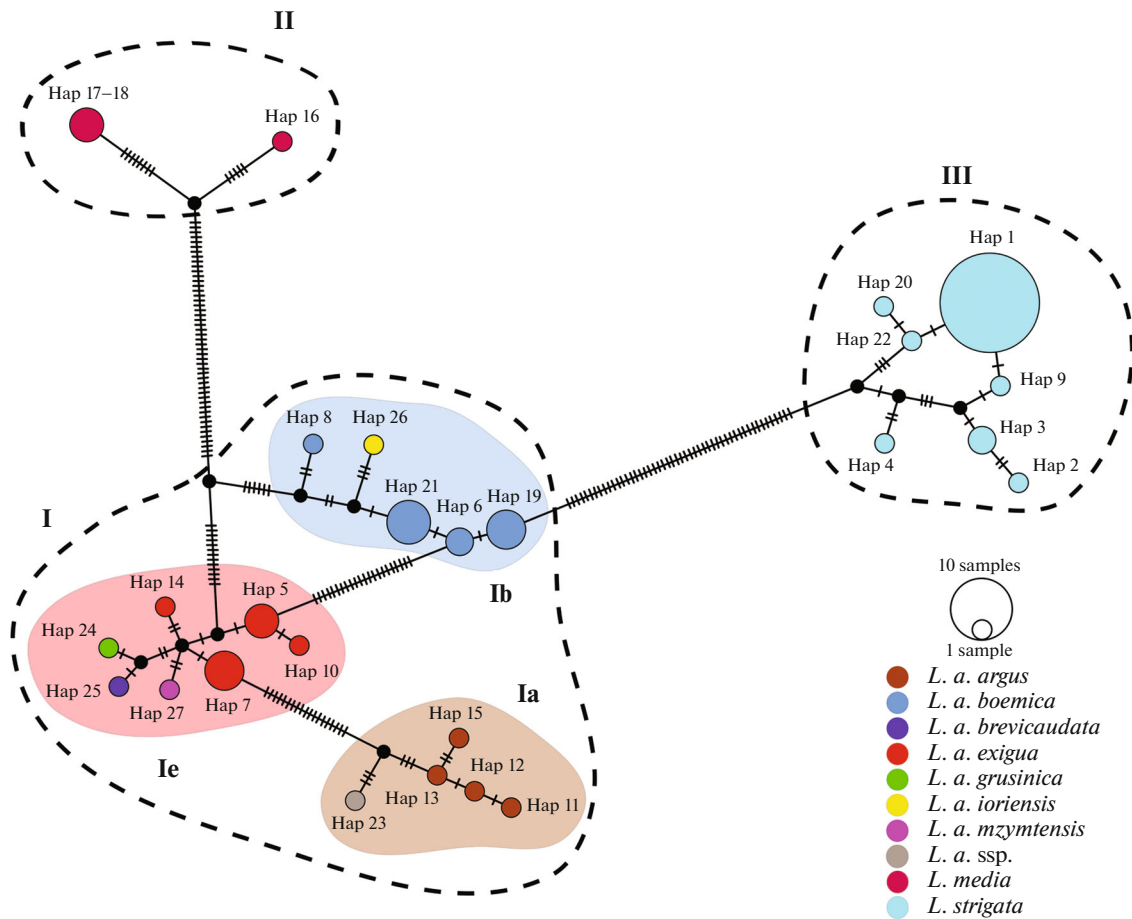 II
Hap 17–18
Hap 16
III
Hap 1
Hap 20
Hap 22
Hap 9
Hap 3
Hap 4
Hap 2
Hap 8
Hap 26
Hap 21
Hap 6
Hap 19
I
Ib
Hap 14
Hap 5
Hap 24
Hap 10
Hap 25
Hap 27
Hap 7
Ie
Ia
Hap 15
Hap 12
Hap 13
Hap 11
Hap 23
10 samples
1 sample
L. a. argus
L. a. boemica
L. a. brevicaudata
L. a. exigua
L. a. grusinica
L. a. ioriensis
L. a. mzymtensis
L. a. ssp.
L. media
L. strigata